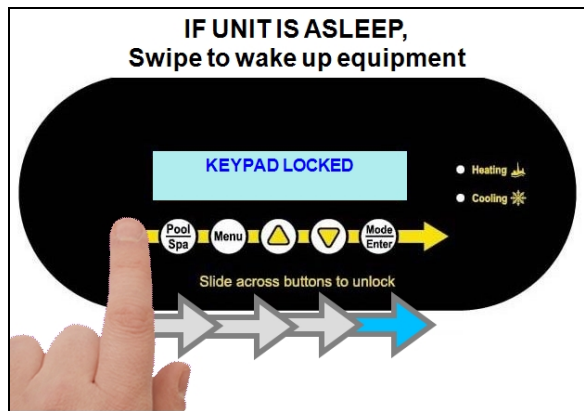 IF UNIT IS ASLEEP,
Swipe to wake up equipment
KEYPAD LOCKED
Heating
Cooling
Pool
Spa
Menu
Mode
Enter
Slide across buttons to unlock